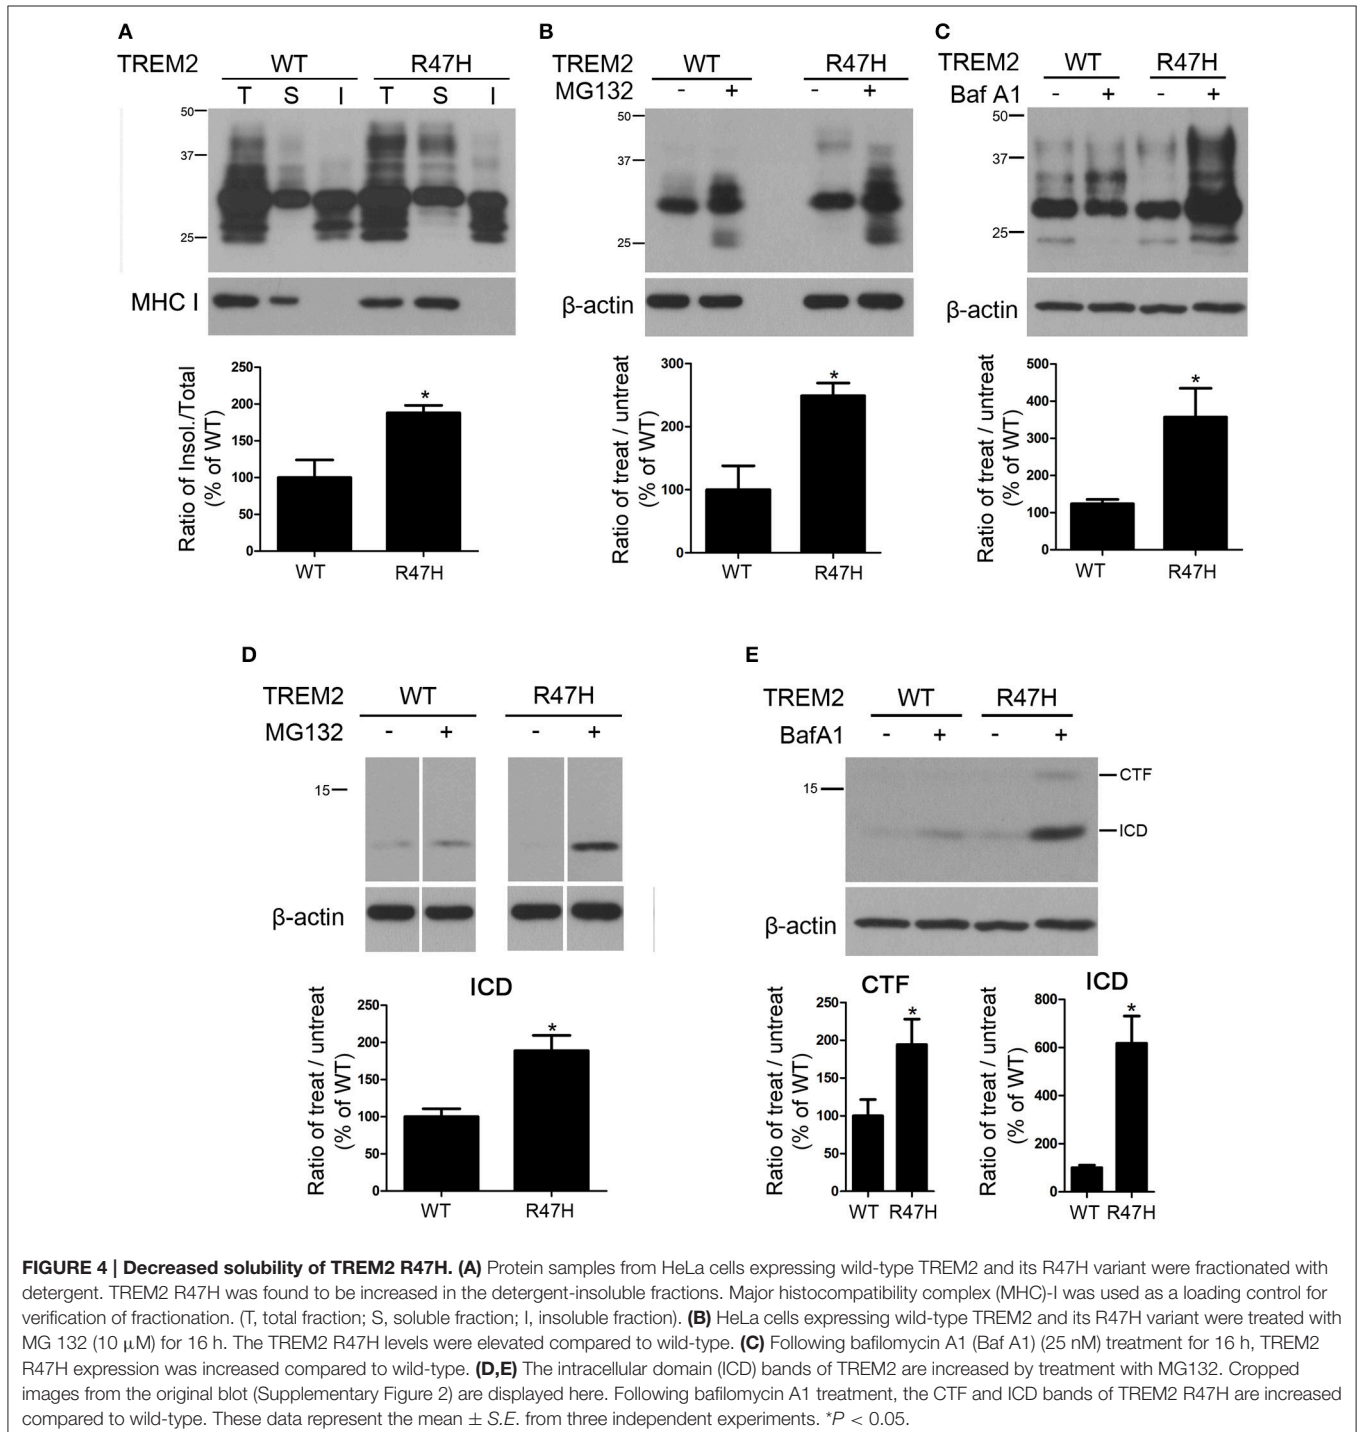 A
TREM2 WT R47H
T S I T S I
50
37
25
MHC I
Ratio of Insol./Total
(% of WT)
250
200
150
100
50
0
WT R47H
B
TREM2 WT R47H
MG132 - + - +
50
37
25
β-actin
Ratio of treat / untreat
(% of WT)
300
200
100
0
WT R47H
C
TREM2 WT R47H
Baf A1 - + - +
50
37
25
β-actin
Ratio of treat / untreat
(% of WT)
500
400
300
200
100
0
WT R47H
*
*
*
D
TREM2 WT R47H
MG132 - + - +
15
β-actin
ICD
Ratio of treat / untreat
(% of WT)
250
200
150
100
50
0
*
WT R47H
E
TREM2 WT R47H
BafA1 - + - +
15
CTF
ICD
β-actin
CTF
Ratio of treat / untreat
(% of WT)
250
200
150
100
50
0
*
WT R47H
ICD
Ratio of treat / untreat
(% of WT)
800
600
400
200
0
*
WT R47H
FIGURE 4 | Decreased solubility of TREM2 R47H. (A) Protein samples from HeLa cells expressing wild-type TREM2 and its R47H variant were fractionated with
detergent. TREM2 R47H was found to be increased in the detergent-insoluble fractions. Major histocompatibility complex (MHC)-I was used as a loading control for
verification of fractionation. (T, total fraction; S, soluble fraction; I, insoluble fraction). (B) HeLa cells expressing wild-type TREM2 and its R47H variant were treated with
MG 132 (10 μM) for 16 h. The TREM2 R47H levels were elevated compared to wild-type. (C) Following bafilomycin A1 (Baf A1) (25 nM) treatment for 16 h, TREM2
R47H expression was increased compared to wild-type. (D,E) The intracellular domain (ICD) bands of TREM2 are increased by treatment with MG132. Cropped
images from the original blot (Supplementary Figure 2) are displayed here. Following bafilomycin A1 treatment, the CTF and ICD bands of TREM2 R47H are increased
compared to wild-type. These data represent the mean ± S.E. from three independent experiments. *P < 0.05.